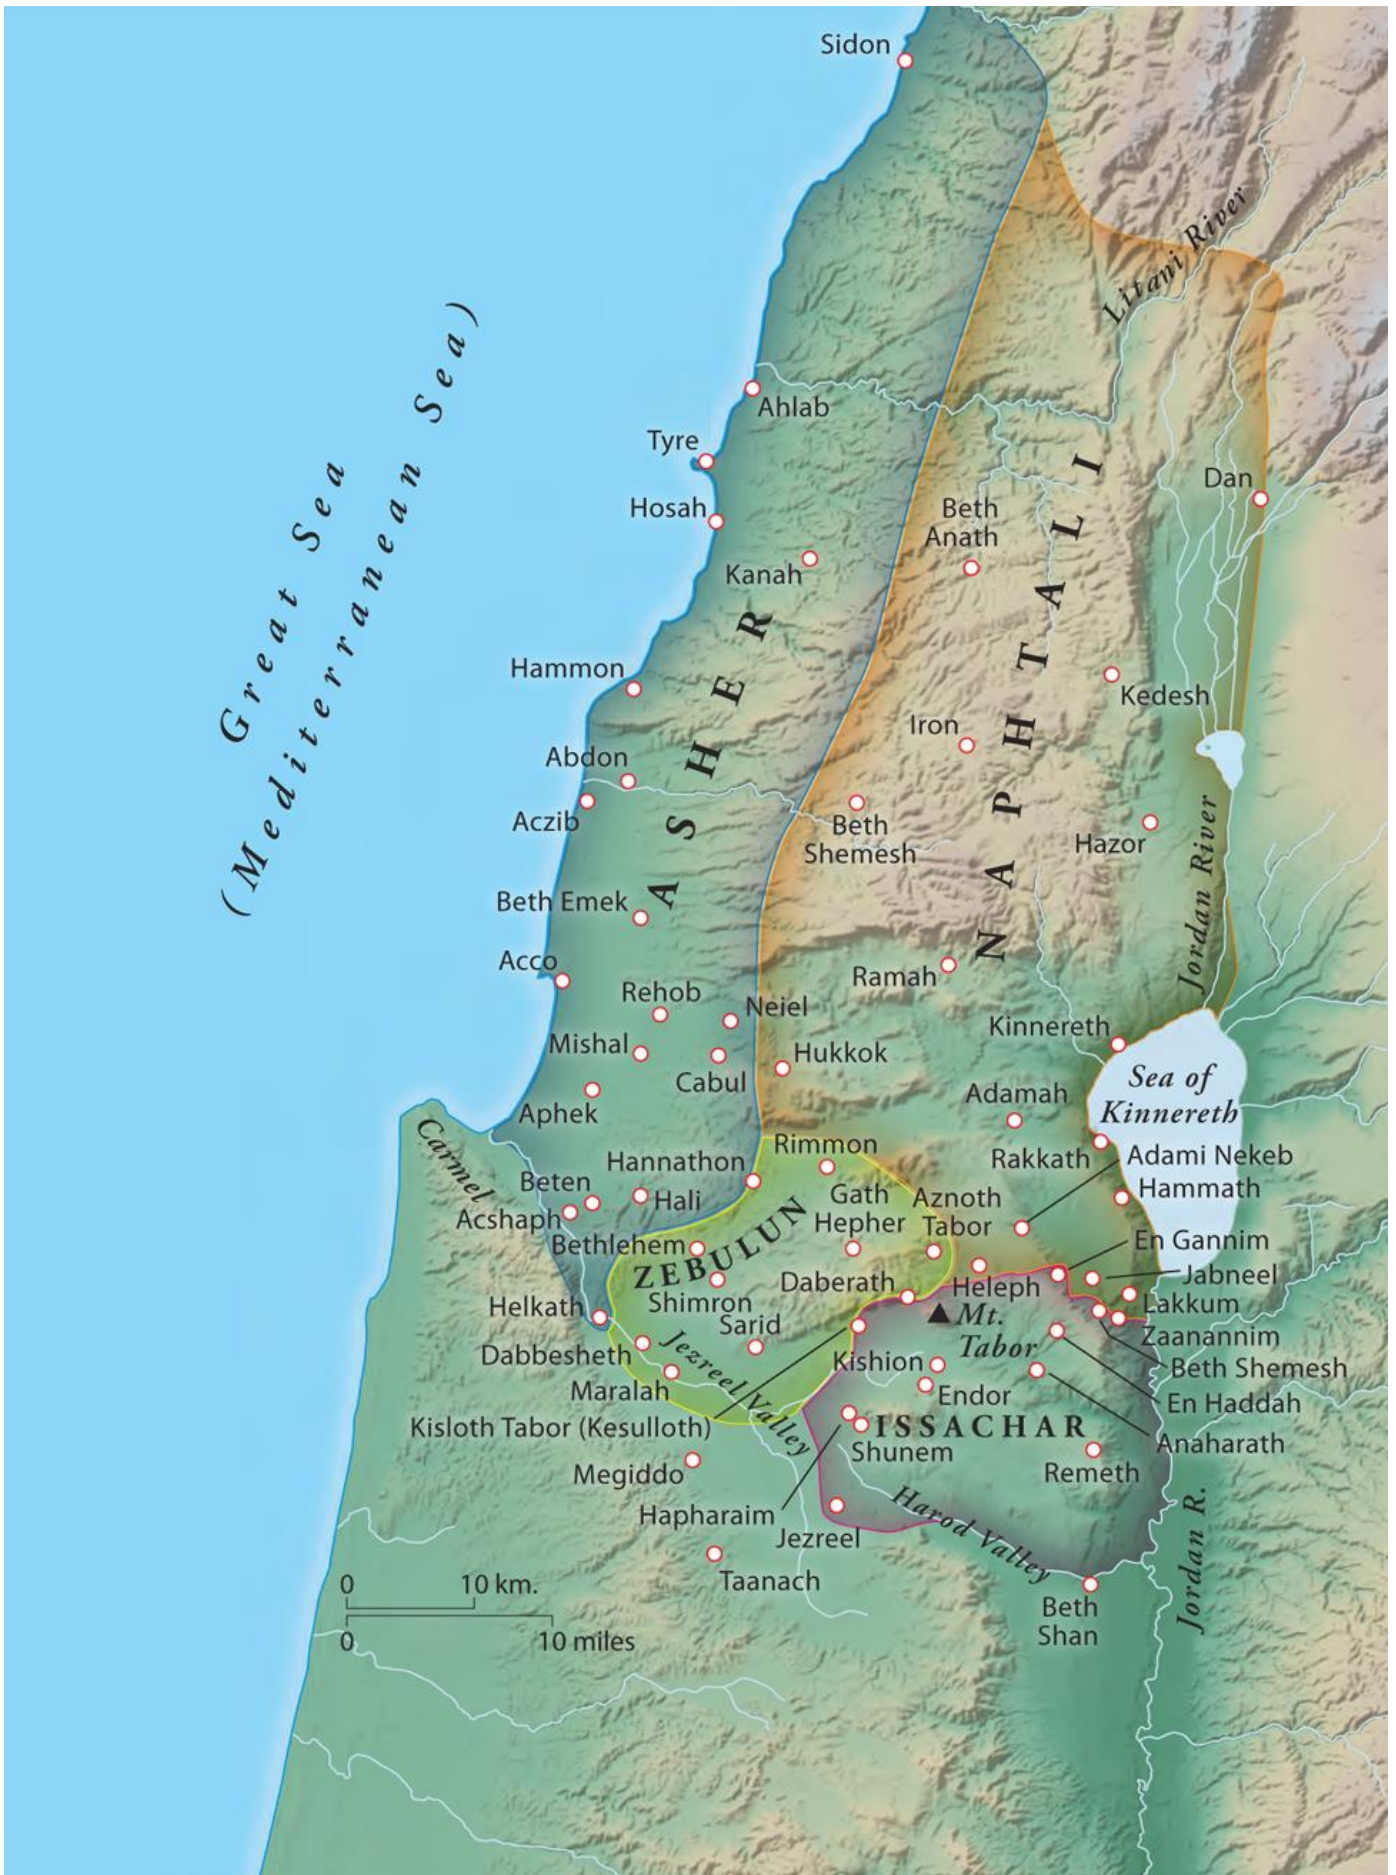 Sidon
Litani River
Great Sea
(Mediterranean Sea)
Ahlab
Tyre
Hosah
Dan
Beth
Anath
Kanah
NAPHTALI
ASHER
Hammon
Kedesh
Iron
Abdon
Aczib
Beth
Shemesh
Hazor
Jordan River
Beth Emek
Acco
Ramah
Rehob
Neiel
Kinnereth
Mishal
Hukkok
Cabul
Sea of
Kinnereth
Adamah
Aphek
Carmel
Rimmon
Rakkath
Adami Nekeb
Hannathon
Hammath
Beten
Hali
Gath
Hepher
Aznoth
Tabor
Acshaph
Bethlehem
ZEBULUN
En Gannim
Daberath
Heleph
Jabneel
Shimron
Helkath
Sarid
Mt.
Tabor
Lakkum
Zaanannim
Dabbesheth
Jezreel Valley
Kishion
Beth Shemesh
Maralah
Endor
En Haddah
Kisloth Tabor (Kesulloth)
ISSACHAR
Anaharath
Shunem
Megiddo
Remeth
Hapharaim
Harod Valley
Jezreel
Jordan R.
Taanach
0 10 km.
0 10 miles
Beth
Shan